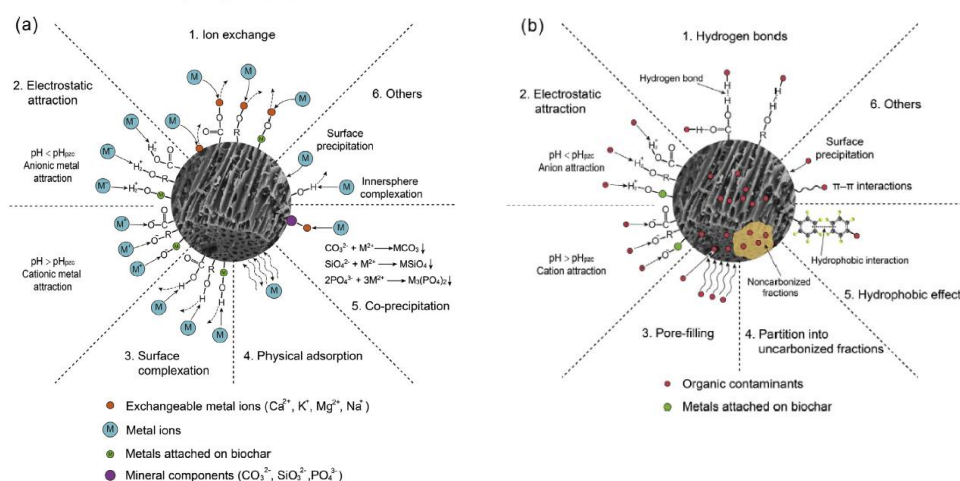 (a)
1. Ion exchange
2. Electrostatic
attraction
6. Others
Surface
precipitation
pH < pHpzc
Anionic metal
attraction
Innersphere
complexation
pH > pHpzc
Cationic metal
attraction
CO₃²⁻ + M²⁺ → MCO₃↓
SiO₄²⁻ + M²⁺ → MSiO₄↓
2PO₄³⁻ + 3M²⁺ → M₃(PO₄)₂↓
5. Co-precipitation
3. Surface
complexation
4. Physical adsorption
Exchangeable metal ions (Ca²⁺, K⁺, Mg²⁺, Na⁺)
M Metal ions
M Metals attached on biochar
Mineral components (CO₃²⁻, SiO₃²⁻,PO₄³⁻)
(b)
1. Hydrogen bonds
Hydrogen bond
2. Electrostatic
attraction
6. Others
Surface
precipitation
pH < pHpzc
Anion attraction
π-π interactions
pH > pHpzc
Cation attraction
Hydrophobic interaction
Noncarbonized
fractions
5. Hydrophobic effect
3. Pore-filling
4. Partition into
uncarbonized fractions
Organic contaminants
Metals attached on biochar